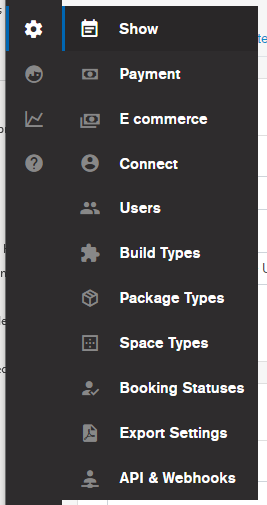 Show
Payment
E commerce
Connect
Users
Build Types
Package Types
Space Types
Booking Statuses
Export Settings
API & Webhooks